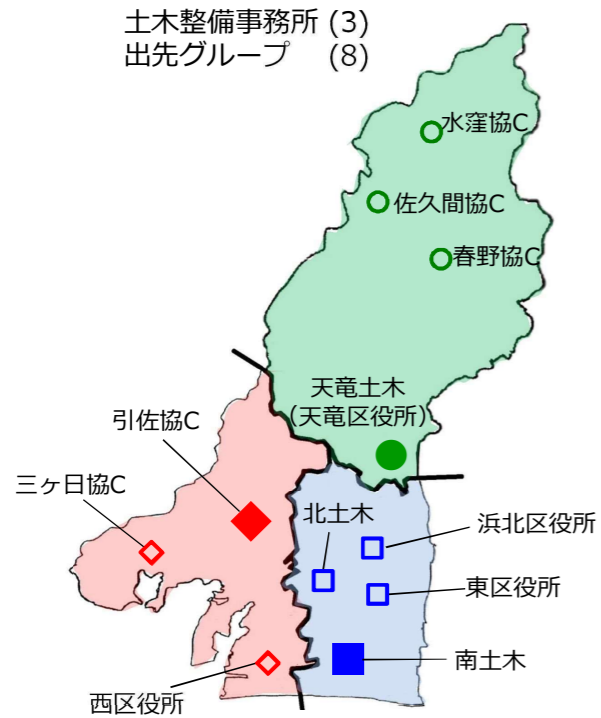 土木整備事務所 (3)
出先グループ (8)
水窪協C
佐久間協C
春野協C
天竜土木
(天竜区役所)
引佐協C
三ヶ日協C
北土木
浜北区役所
東区役所
南土木
西区役所